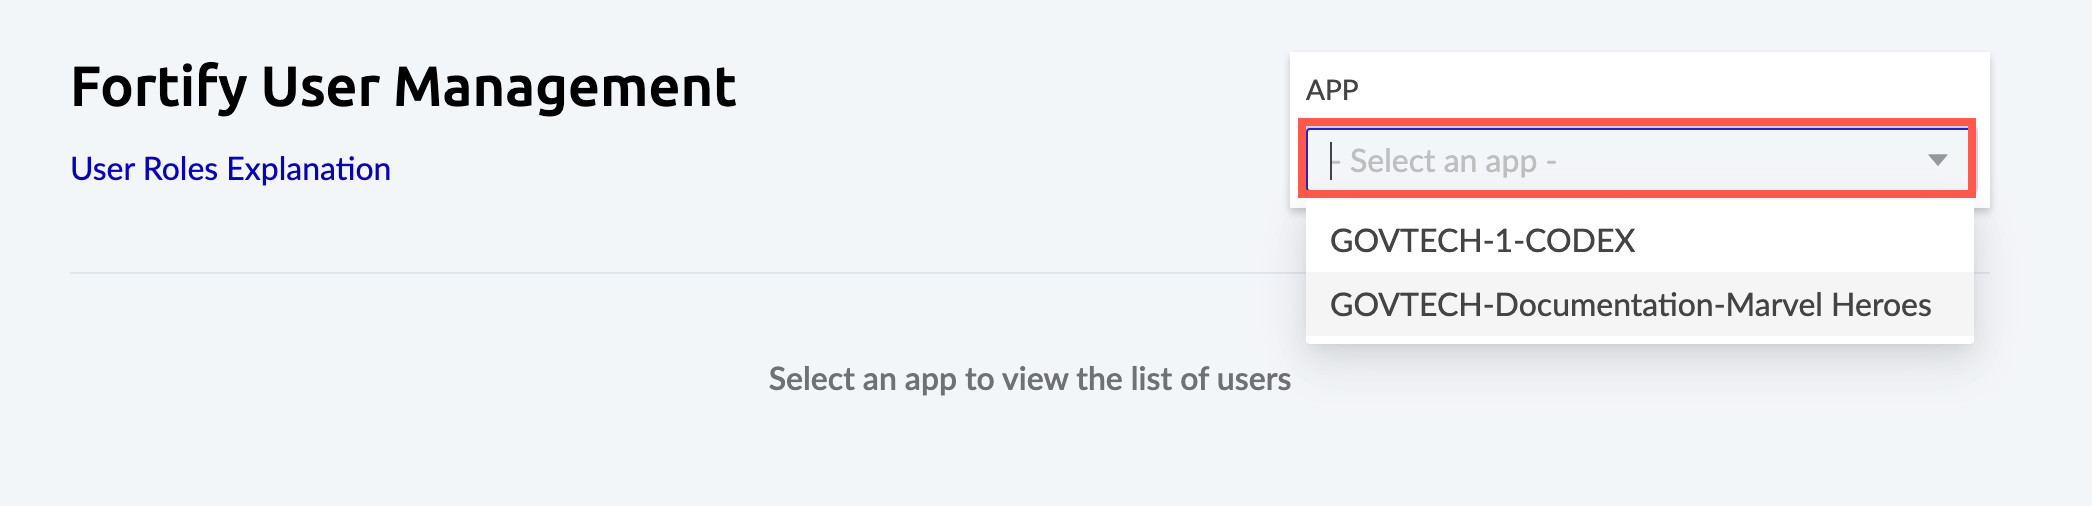 Fortify User Management
User Roles Explanation
APP
- Select an app -
GOVTECH-1-CODEX
GOVTECH-Documentation-Marvel Heroes
Select an app to view the list of users